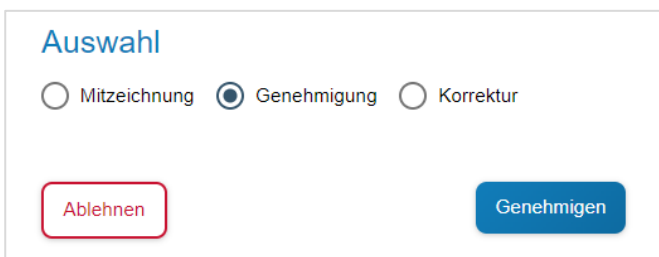 Auswahl
Mitzeichnung Genehmigung Korrektur
Ablehnen Genehmigen